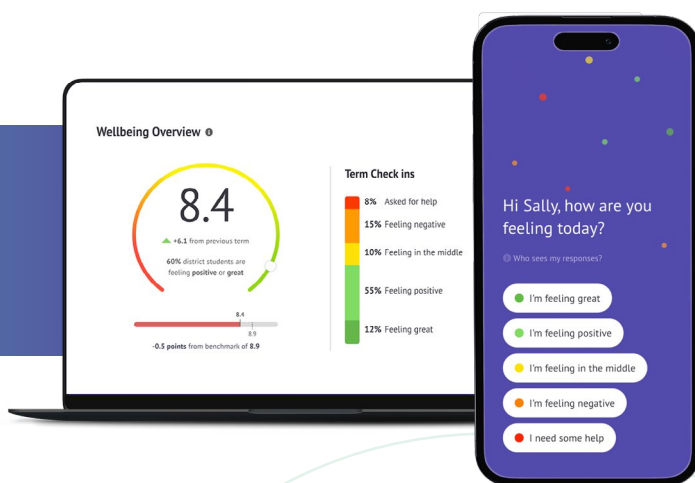 Wellbeing Overview
8.4
+6.1 from previous term
60% district students are
feeling positive or great
8.4
8.9
-0.5 points from benchmark of 8.9
Term Check ins
8% Asked for help
15% Feeling negative
10% Feeling in the middle
55% Feeling positive
12% Feeling great
Hi Sally, how are you
feeling today?
Who sees my responses?
I'm feeling great
I'm feeling positive
I'm feeling in the middle
I'm feeling negative
I need some help